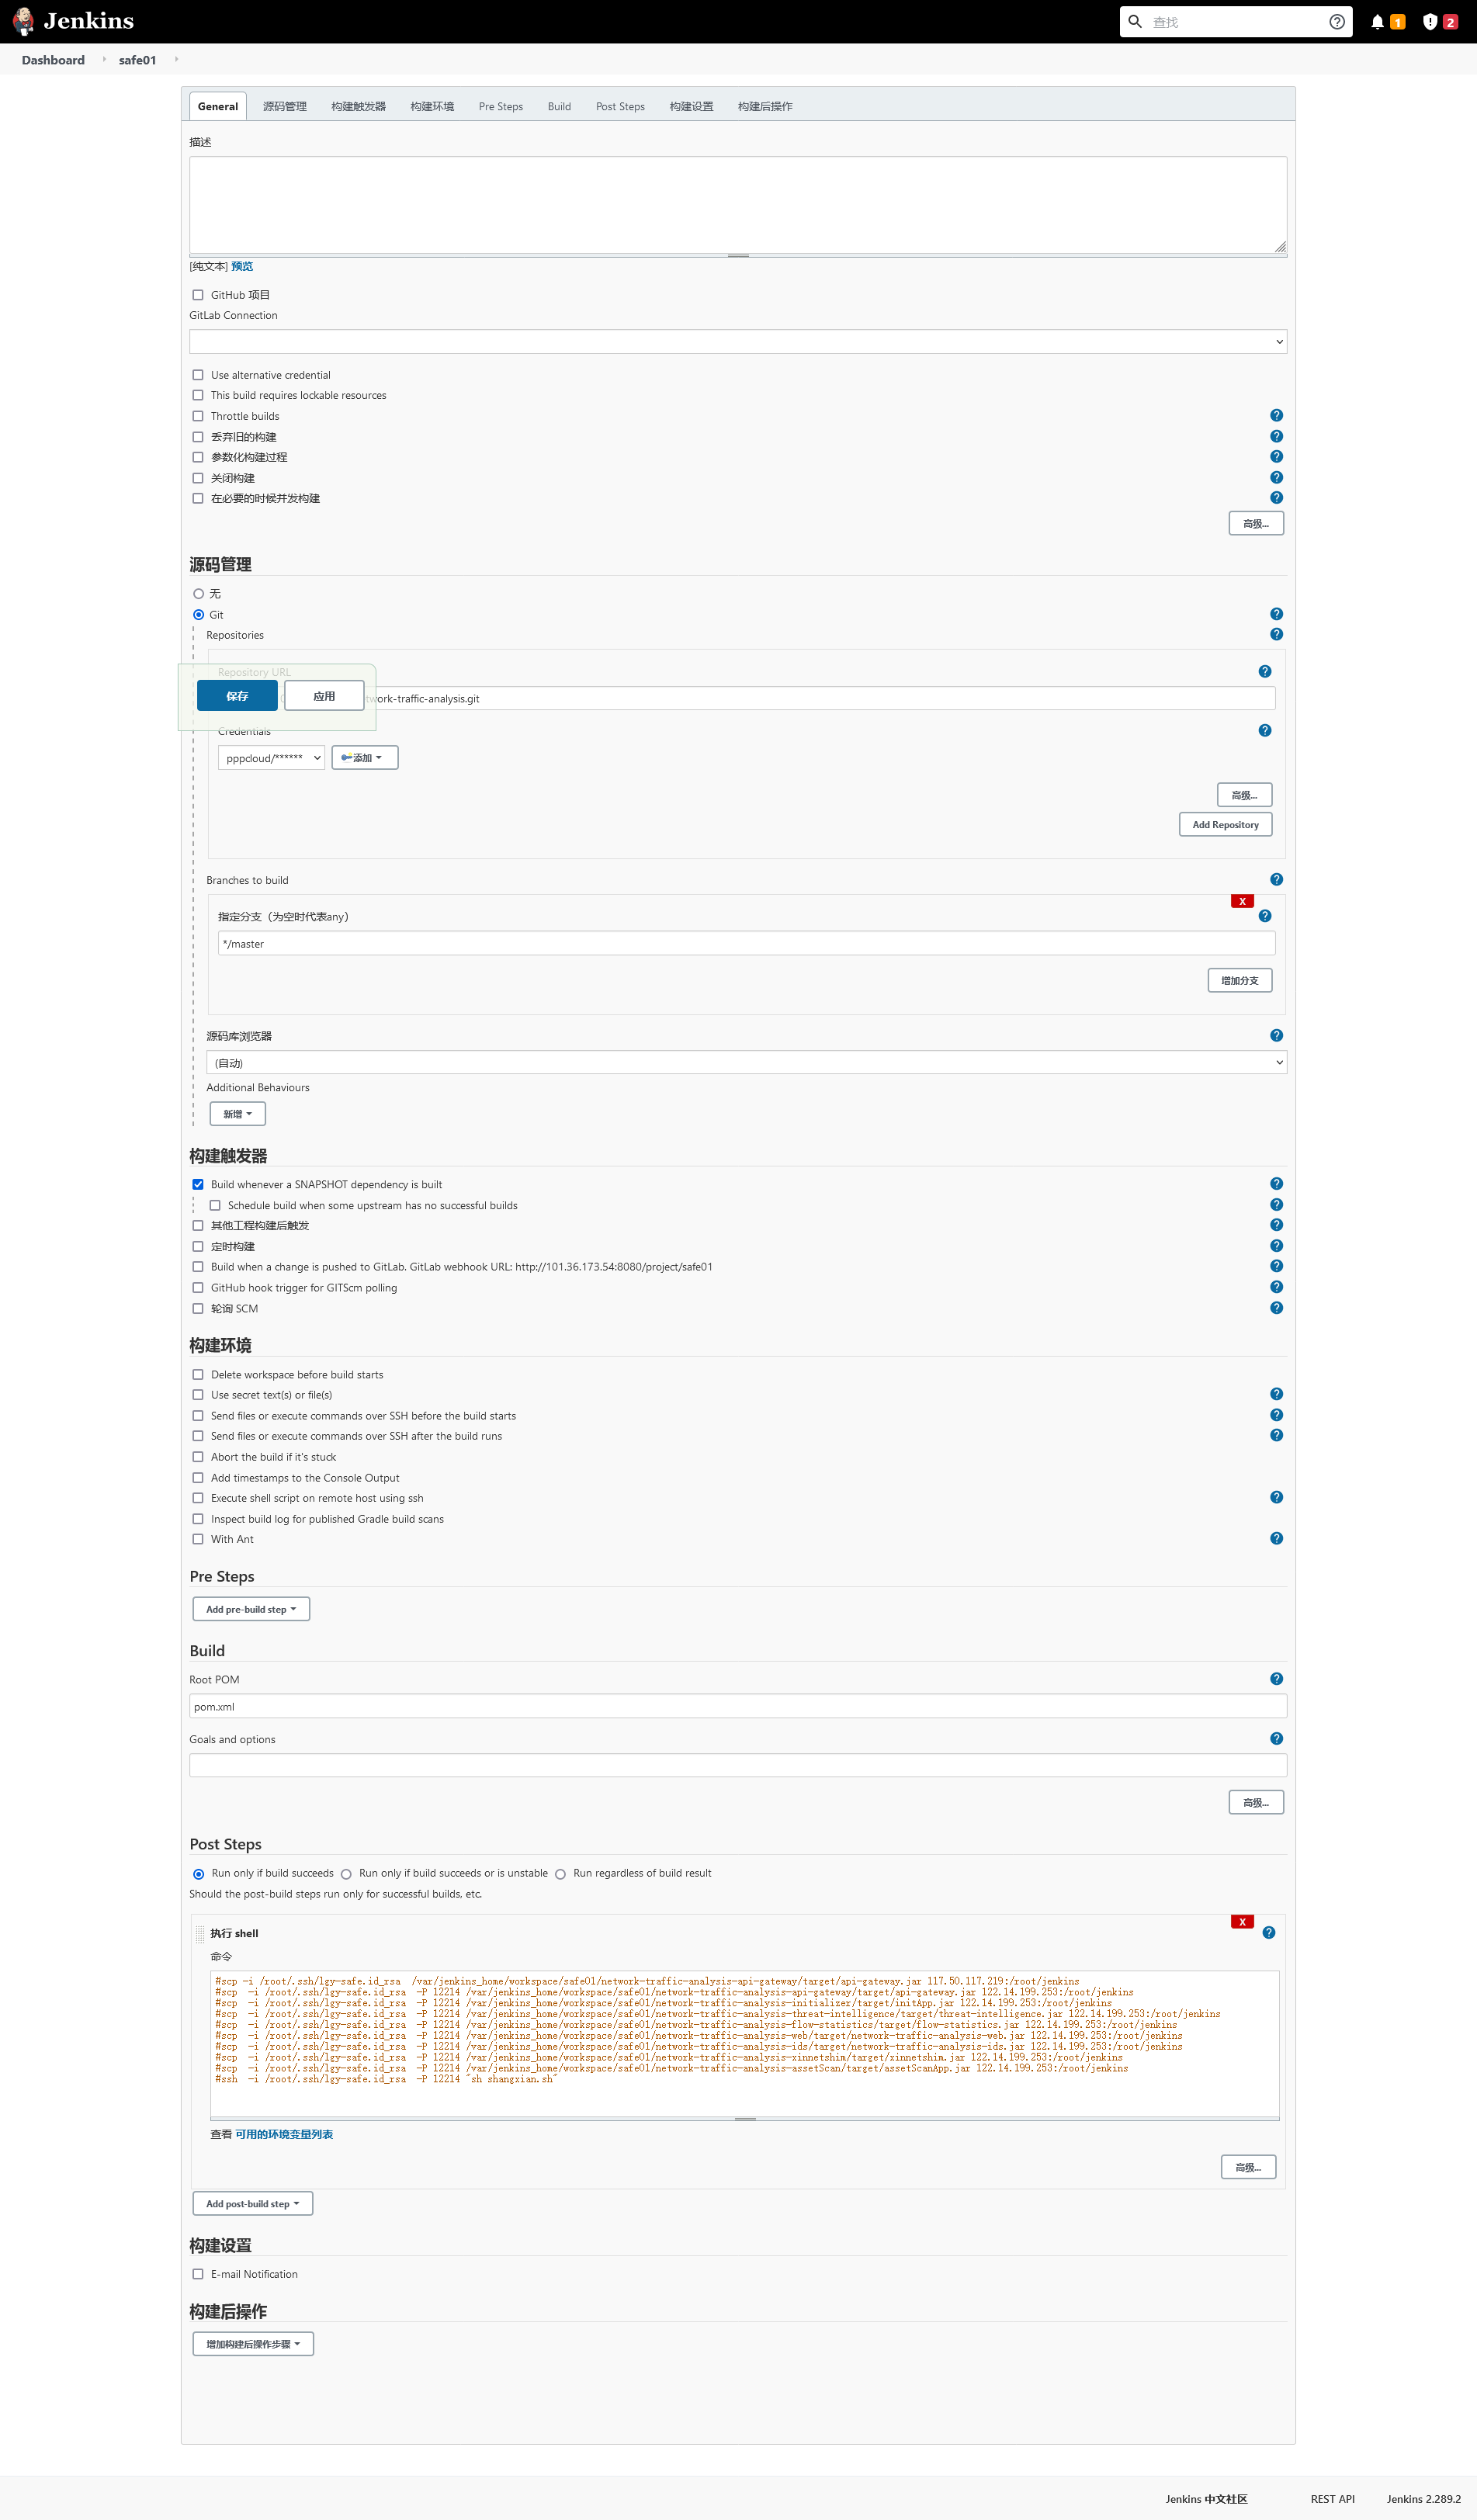 Jenkins
查找
1
2
Dashboard
safe01
General 源码管理 构建触发器 构建环境 Pre Steps Build Post Steps 构建设置 构建后操作
描述
[纯文本] 预览
GitHub 项目
GitLab Connection
Use alternative credential
This build requires lockable resources
Throttle builds
丢弃旧的构建
参数化构建过程
关闭构建
在必要的时候并发构建
高级...
源码管理
无
Git
Repositories
Repository URL
保存 应用
twork-traffic-analysis.git
Credentials
pppcloud/****** 添加
高级...
Add Repository
Branches to build
X
指定分支（为空时代表any）
*/master
增加分支
源码库浏览器
(自动)
Additional Behaviours
新增
构建触发器
Build whenever a SNAPSHOT dependency is built
Schedule build when some upstream has no successful builds
其他工程构建后触发
定时构建
Build when a change is pushed to GitLab. GitLab webhook URL: http://101.36.173.54:8080/project/safe01
GitHub hook trigger for GITScm polling
轮询 SCM
构建环境
Delete workspace before build starts
Use secret text(s) or file(s)
Send files or execute commands over SSH before the build starts
Send files or execute commands over SSH after the build runs
Abort the build if it's stuck
Add timestamps to the Console Output
Execute shell script on remote host using ssh
Inspect build log for published Gradle build scans
With Ant
Pre Steps
Add pre-build step
Build
Root POM
pom.xml
Goals and options
高级...
Post Steps
Run only if build succeeds Run only if build succeeds or is unstable Run regardless of build result
Should the post-build steps run only for successful builds, etc.
X
执行 shell
命令
#scp -i /root/.ssh/lgy-safe.id_rsa  /var/jenkins_home/workspace/safe01/network-traffic-analysis-api-gateway/target/api-gateway.jar 117.50.117.219:/root/jenkins
#scp  -i /root/.ssh/lgy-safe.id_rsa  -P 12214 /var/jenkins_home/workspace/safe01/network-traffic-analysis-api-gateway/target/api-gateway.jar 122.14.199.253:/root/jenkins
#scp  -i /root/.ssh/lgy-safe.id_rsa  -P 12214 /var/jenkins_home/workspace/safe01/network-traffic-analysis-initializer/target/initApp.jar 122.14.199.253:/root/jenkins
#scp  -i /root/.ssh/lgy-safe.id_rsa  -P 12214 /var/jenkins_home/workspace/safe01/network-traffic-analysis-threat-intelligence/target/threat-intelligence.jar 122.14.199.253:/root/jenkins
#scp  -i /root/.ssh/lgy-safe.id_rsa  -P 12214 /var/jenkins_home/workspace/safe01/network-traffic-analysis-flow-statistics/target/flow-statistics.jar 122.14.199.253:/root/jenkins
#scp  -i /root/.ssh/lgy-safe.id_rsa  -P 12214 /var/jenkins_home/workspace/safe01/network-traffic-analysis-web/target/network-traffic-analysis-web.jar 122.14.199.253:/root/jenkins
#scp  -i /root/.ssh/lgy-safe.id_rsa  -P 12214 /var/jenkins_home/workspace/safe01/network-traffic-analysis-ids/target/network-traffic-analysis-ids.jar 122.14.199.253:/root/jenkins
#scp  -i /root/.ssh/lgy-safe.id_rsa  -P 12214 /var/jenkins_home/workspace/safe01/network-traffic-analysis-xinnetshim/target/xinnetshim.jar 122.14.199.253:/root/jenkins
#scp  -i /root/.ssh/lgy-safe.id_rsa  -P 12214 /var/jenkins_home/workspace/safe01/network-traffic-analysis-assetScan/target/assetScanApp.jar 122.14.199.253:/root/jenkins
#ssh  -i /root/.ssh/lgy-safe.id_rsa  -P 12214 "sh shangxian.sh"
查看 可用的环境变量列表
高级...
Add post-build step
构建设置
E-mail Notification
构建后操作
增加构建后操作步骤
Jenkins 中文社区 REST API Jenkins 2.289.2